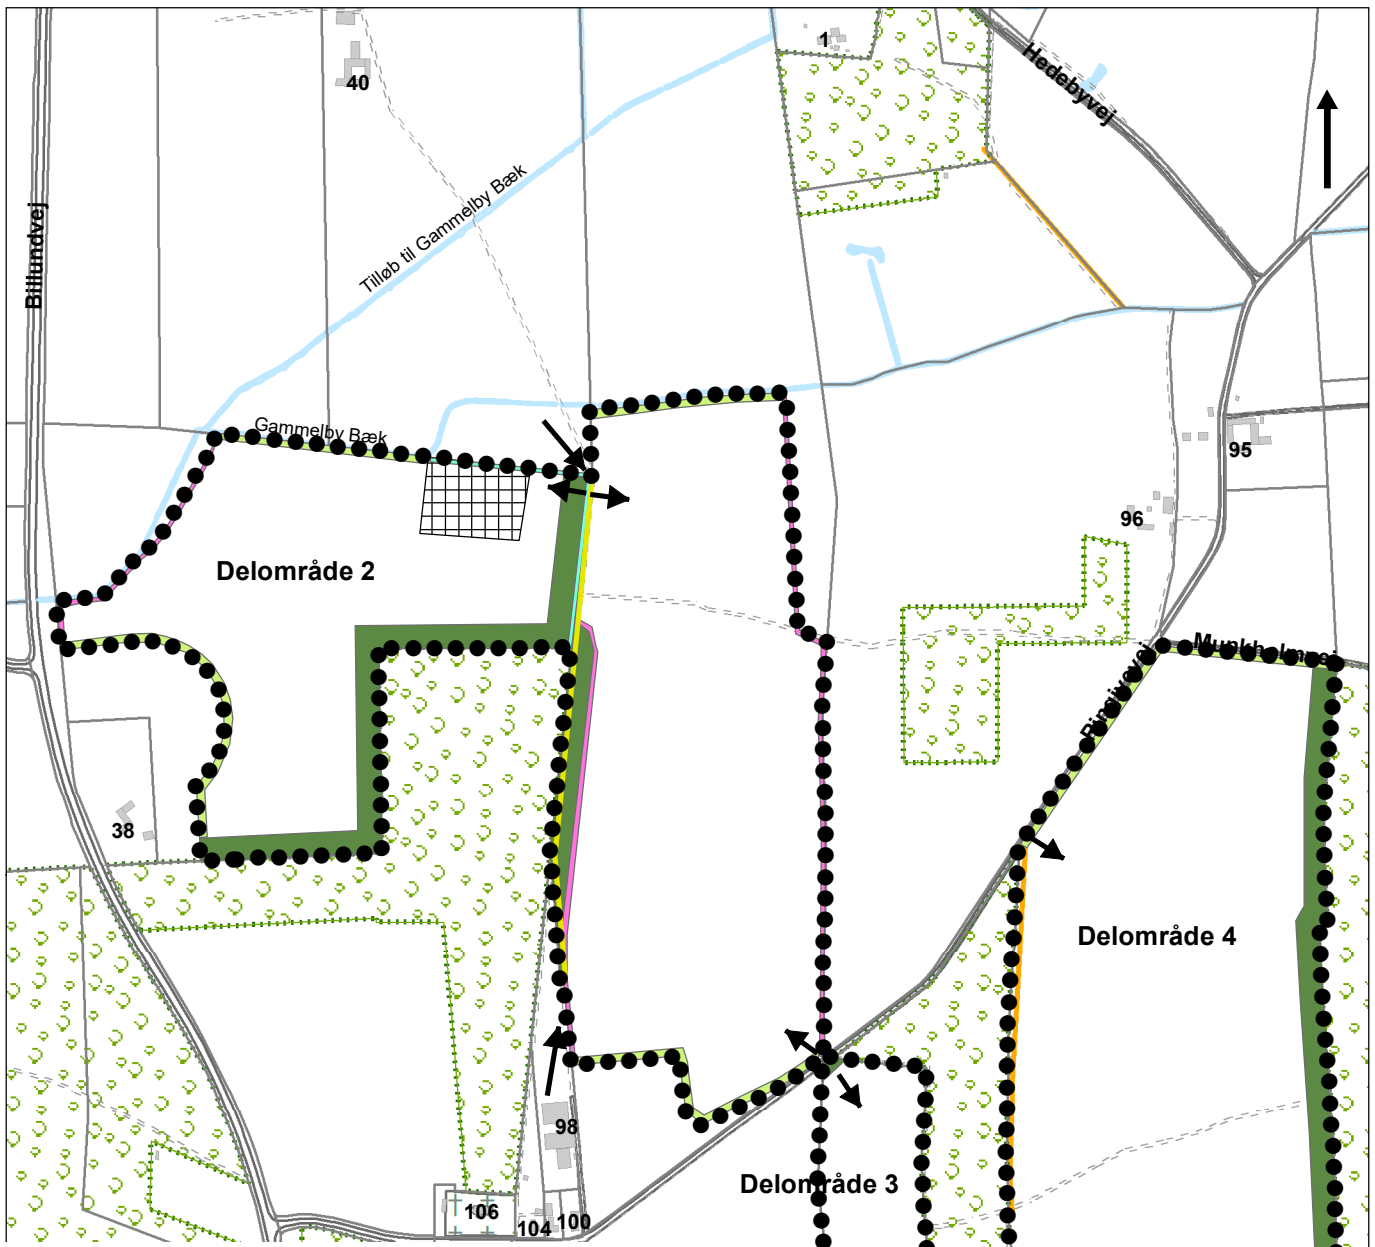 1
40
Hedebyvej
Tilløb til Gammelby Bæk
Billundvej
Gammelby Bæk
95
96
Delområde 2
Munkholmvej
Ringivevej
38
Delområde 4
98
Delområde 3
106
104
100